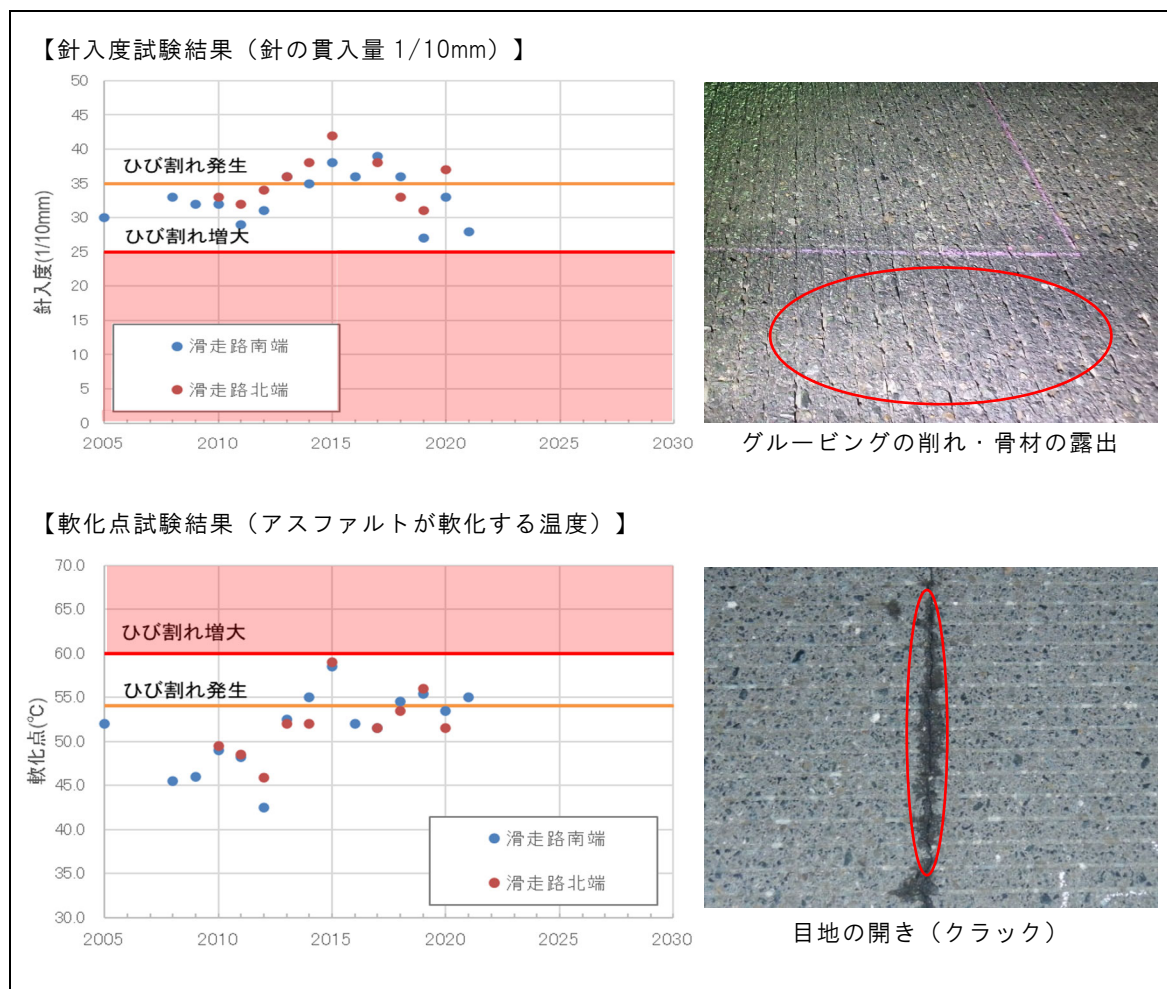 【針入度試験結果（針の貫入量 1/10mm）】
50
45
40
35
30
25
20
15
10
5
0
針入度(1/10mm)
ひび割れ発生
ひび割れ増大
滑走路南端
滑走路北端
2005
2010
2015
2020
2025
2030
グルービングの削れ・骨材の露出
【軟化点試験結果（アスファルトが軟化する温度）】
70.0
65.0
60.0
55.0
50.0
45.0
40.0
35.0
30.0
軟化点(℃)
ひび割れ増大
ひび割れ発生
滑走路南端
滑走路北端
2005
2010
2015
2020
2025
2030
目地の開き（クラック）